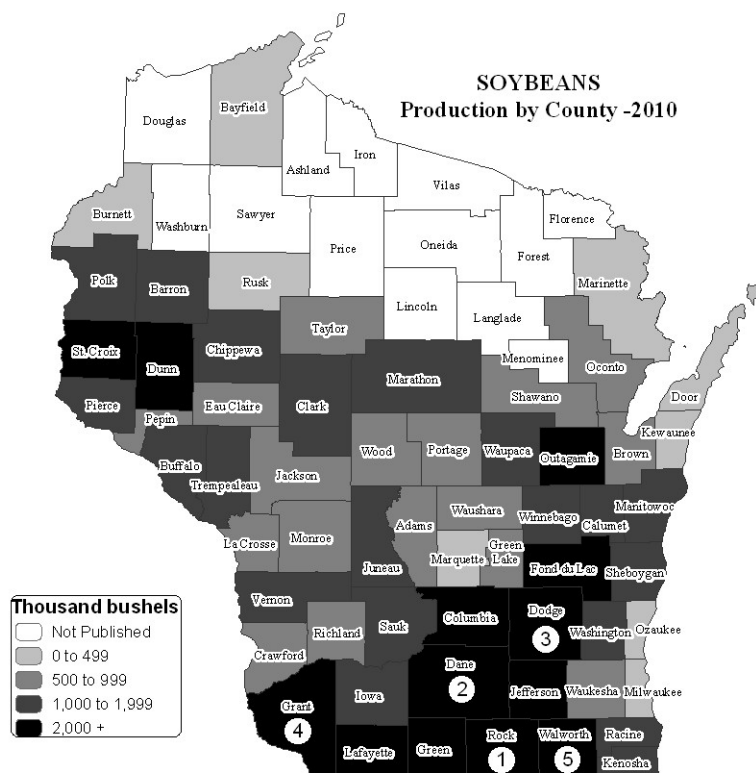 SOYBEANS
Production by County -2010
Douglas
Bayfield
Ashland
Iron
Vilas
Florence
Burnett
Washburn
Sawyer
Price
Oneida
Forest
Marinette
Polk
Barron
Rusk
Lincoln
Langlade
Taylor
Menominee
Oconto
St. Croix
Dunn
Chippewa
Clark
Marathon
Shawano
Door
Pierce
Pepin
Eau Claire
Kewaunee
Buffalo
Trempealeau
Jackson
Wood
Portage
Waupaca
Outagamie
Brown
La Crosse
Monroe
Juneau
Adams
Waushara
Winnebago
Calumet
Manitowoc
Marquette
Green
Lake
Fond du Lac
Sheboygan
Vernon
Richland
Sauk
Columbia
Dodge
3
Washington
Ozaukee
Crawford
Grant
4
Iowa
Dane
2
Jefferson
Waukesha
Milwaukee
Lafayette
Green
Rock
1
Walworth
5
Racine
Kenosha
Thousand bushels
Not Published
0 to 499
500 to 999
1,000 to 1,999
2,000 +